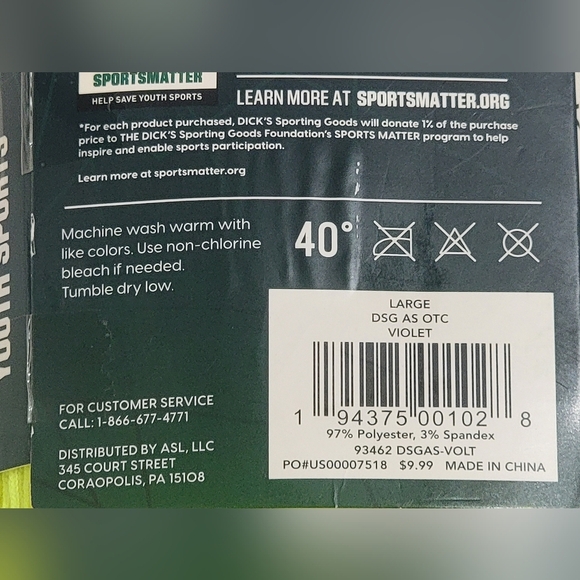 SPORTSMATTER
HELP SAVE YOUTH SPORTS
LEARN MORE AT SPORTSMATTER.ORG
*For each product purchased, DICK'S Sporting Goods will donate 1% of the purchase
price to THE DICK'S Sporting Goods Foundation's SPORTS MATTER program to help
inspire and enable sports participation.
Learn more at sportsmatter.org
Machine wash warm with
like colors. Use non-chlorine
bleach if needed.
Tumble dry low.
40°
LARGE
DSG AS OTC
VIOLET
1 94375 00102 8
97% Polyester, 3% Spandex
93462 DSGAS-VOLT
PO#US00007518 $9.99 MADE IN CHINA
FOR CUSTOMER SERVICE
CALL: 1-866-677-4771
DISTRIBUTED BY ASL, LLC
345 COURT STREET
CORAOPOLIS, PA 15108
YOUTH SPORTS